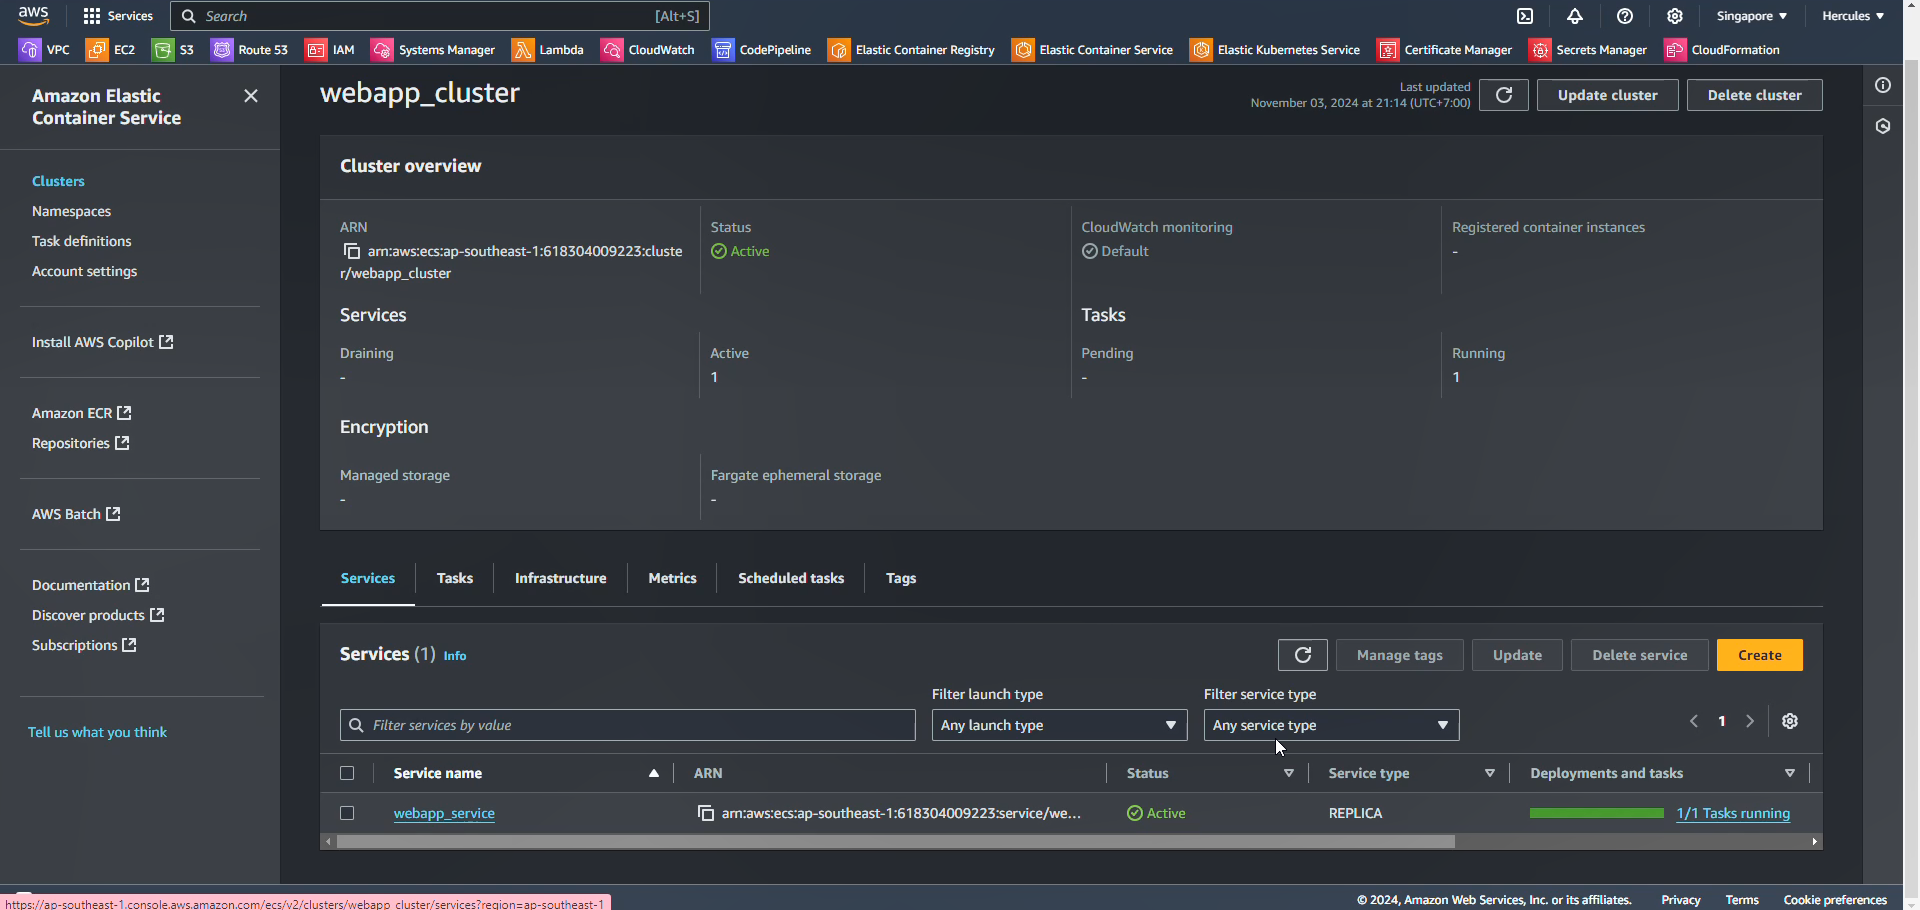 aws
Services
Search
[Alt+S]
Singapore
Hercules
VPC
EC2
S3
Route 53
IAM
Systems Manager
Lambda
CloudWatch
CodePipeline
Elastic Container Registry
Elastic Container Service
Elastic Kubernetes Service
Certificate Manager
Secrets Manager
CloudFormation
Amazon Elastic
Container Service
Clusters
Namespaces
Task definitions
Account settings
Install AWS Copilot
Amazon ECR
Repositories
AWS Batch
Documentation
Discover products
Subscriptions
Tell us what you think
webapp_cluster
Last updated
November 03, 2024 at 21:14 (UTC+7:00)
Update cluster
Delete cluster
Cluster overview
ARN
arn:aws:ecs:ap-southeast-1:618304009223:cluste
r/webapp_cluster
Status
Active
CloudWatch monitoring
Default
Registered container instances
-
Services
Tasks
Draining
-
Active
1
Pending
-
Running
1
Encryption
Managed storage
-
Fargate ephemeral storage
-
Services
Tasks
Infrastructure
Metrics
Scheduled tasks
Tags
Services (1) Info
Manage tags
Update
Delete service
Create
Filter launch type
Filter service type
Filter services by value
Any launch type
Any service type
1
Service name
ARN
Status
Service type
Deployments and tasks
webapp_service
arn:aws:ecs:ap-southeast-1:618304009223:service/we...
Active
REPLICA
1/1 Tasks running
https://ap-southeast-1.console.aws.amazon.com/ecs/v2/clusters/webapp_cluster/services?region=ap-southeast-1
© 2024, Amazon Web Services, Inc. or its affiliates.
Privacy
Terms
Cookie preferences